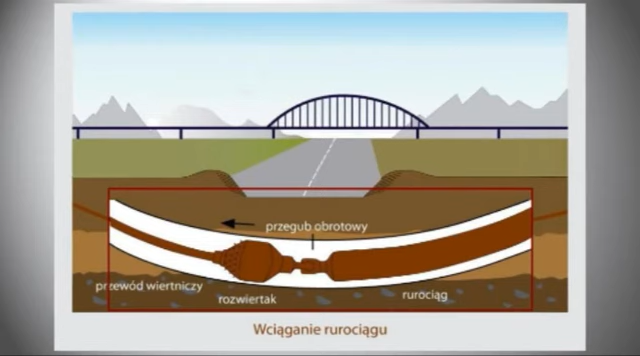 przegub obrotowy
przewód wiertniczy
rozwiertak
rurociąg
Wciąganie rurociągu